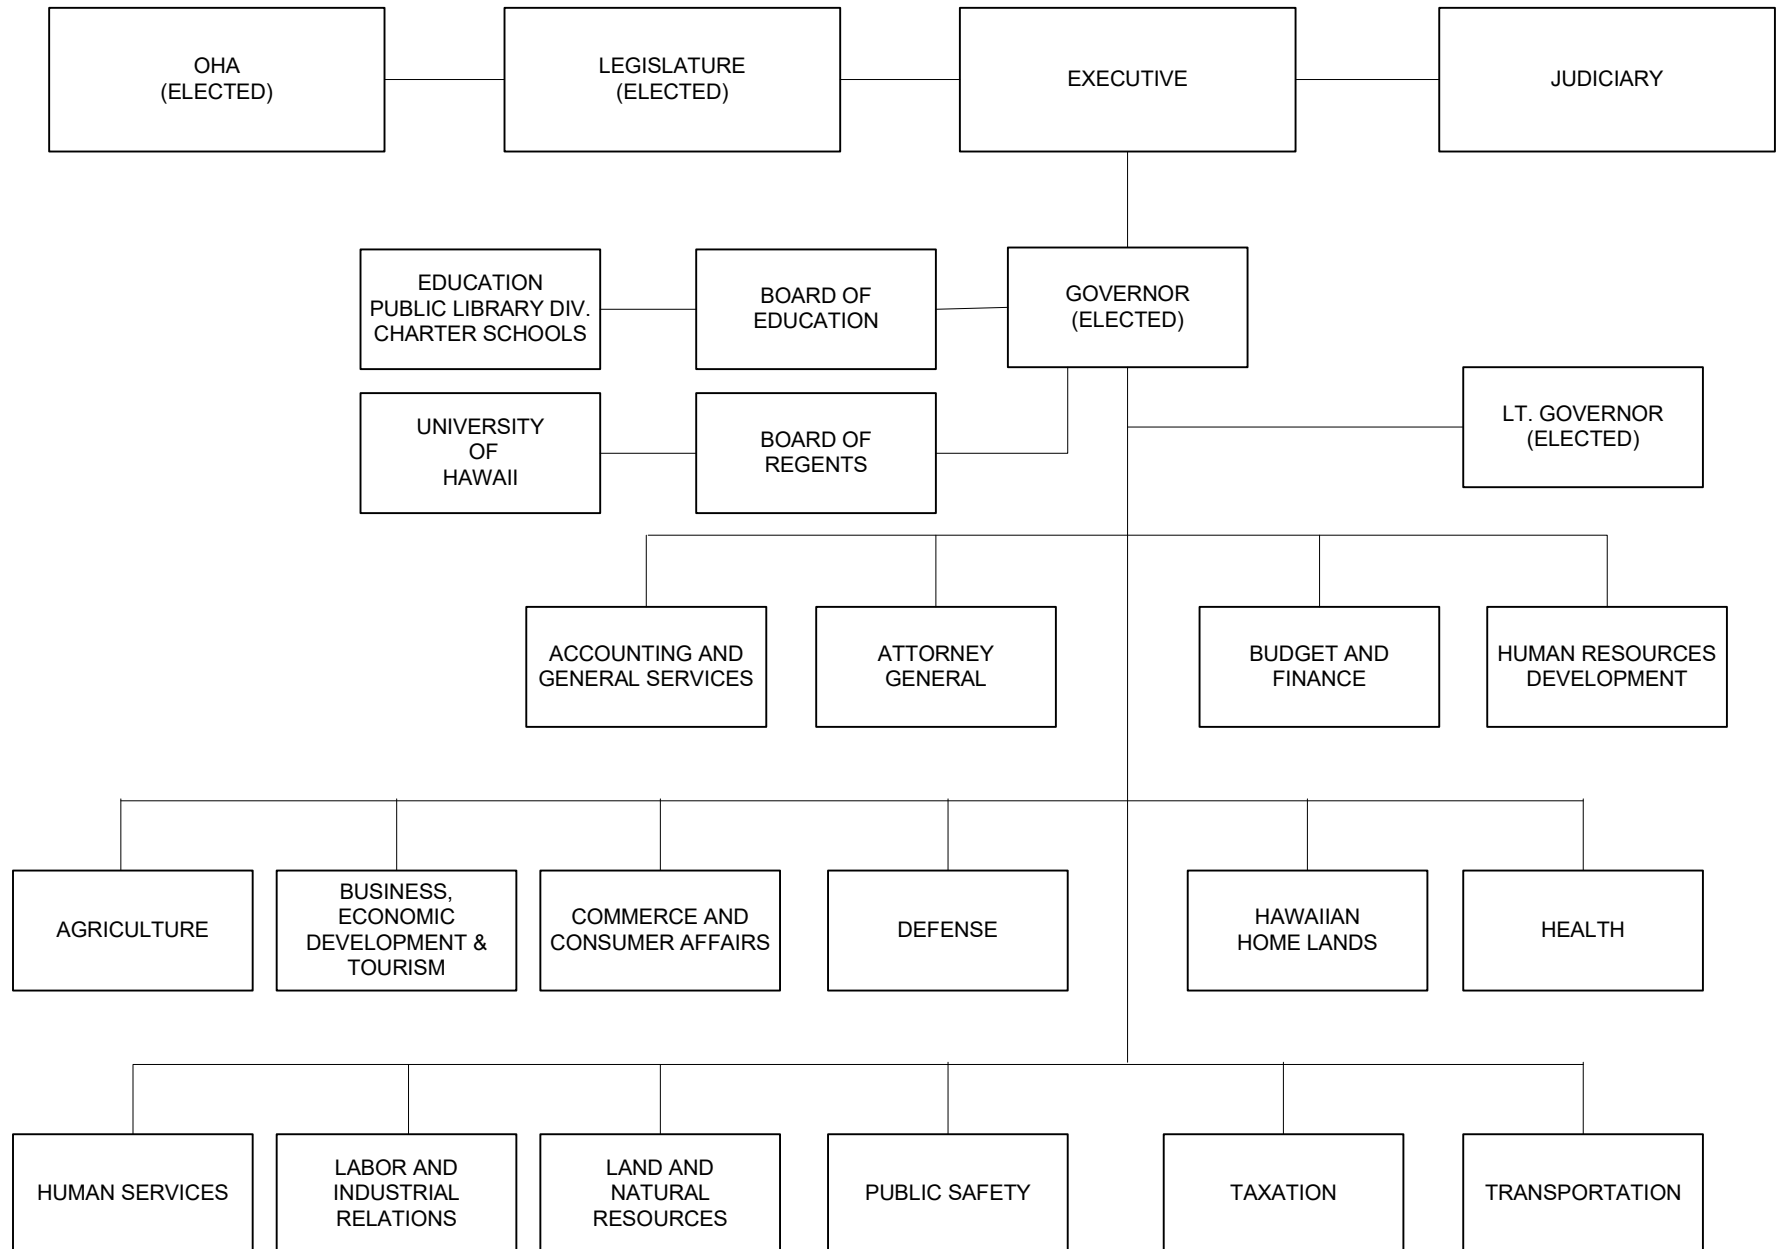 OHA
(ELECTED)
LEGISLATURE
(ELECTED)
EXECUTIVE
JUDICIARY
EDUCATION
PUBLIC LIBRARY DIV.
CHARTER SCHOOLS
BOARD OF
EDUCATION
GOVERNOR
(ELECTED)
UNIVERSITY
OF
HAWAII
BOARD OF
REGENTS
LT. GOVERNOR
(ELECTED)
ACCOUNTING AND
GENERAL SERVICES
ATTORNEY
GENERAL
BUDGET AND
FINANCE
HUMAN RESOURCES
DEVELOPMENT
AGRICULTURE
BUSINESS,
ECONOMIC
DEVELOPMENT &
TOURISM
COMMERCE AND
CONSUMER AFFAIRS
DEFENSE
HAWAIIAN
HOME LANDS
HEALTH
HUMAN SERVICES
LABOR AND
INDUSTRIAL
RELATIONS
LAND AND
NATURAL
RESOURCES
PUBLIC SAFETY
TAXATION
TRANSPORTATION